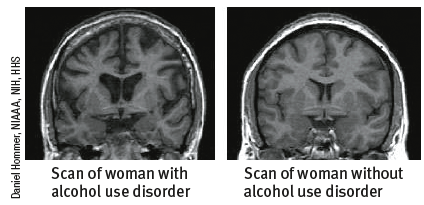 Daniel Hommer, NIAAA, NIH, HHS
Scan of woman with
alcohol use disorder
Scan of woman without
alcohol use disorder